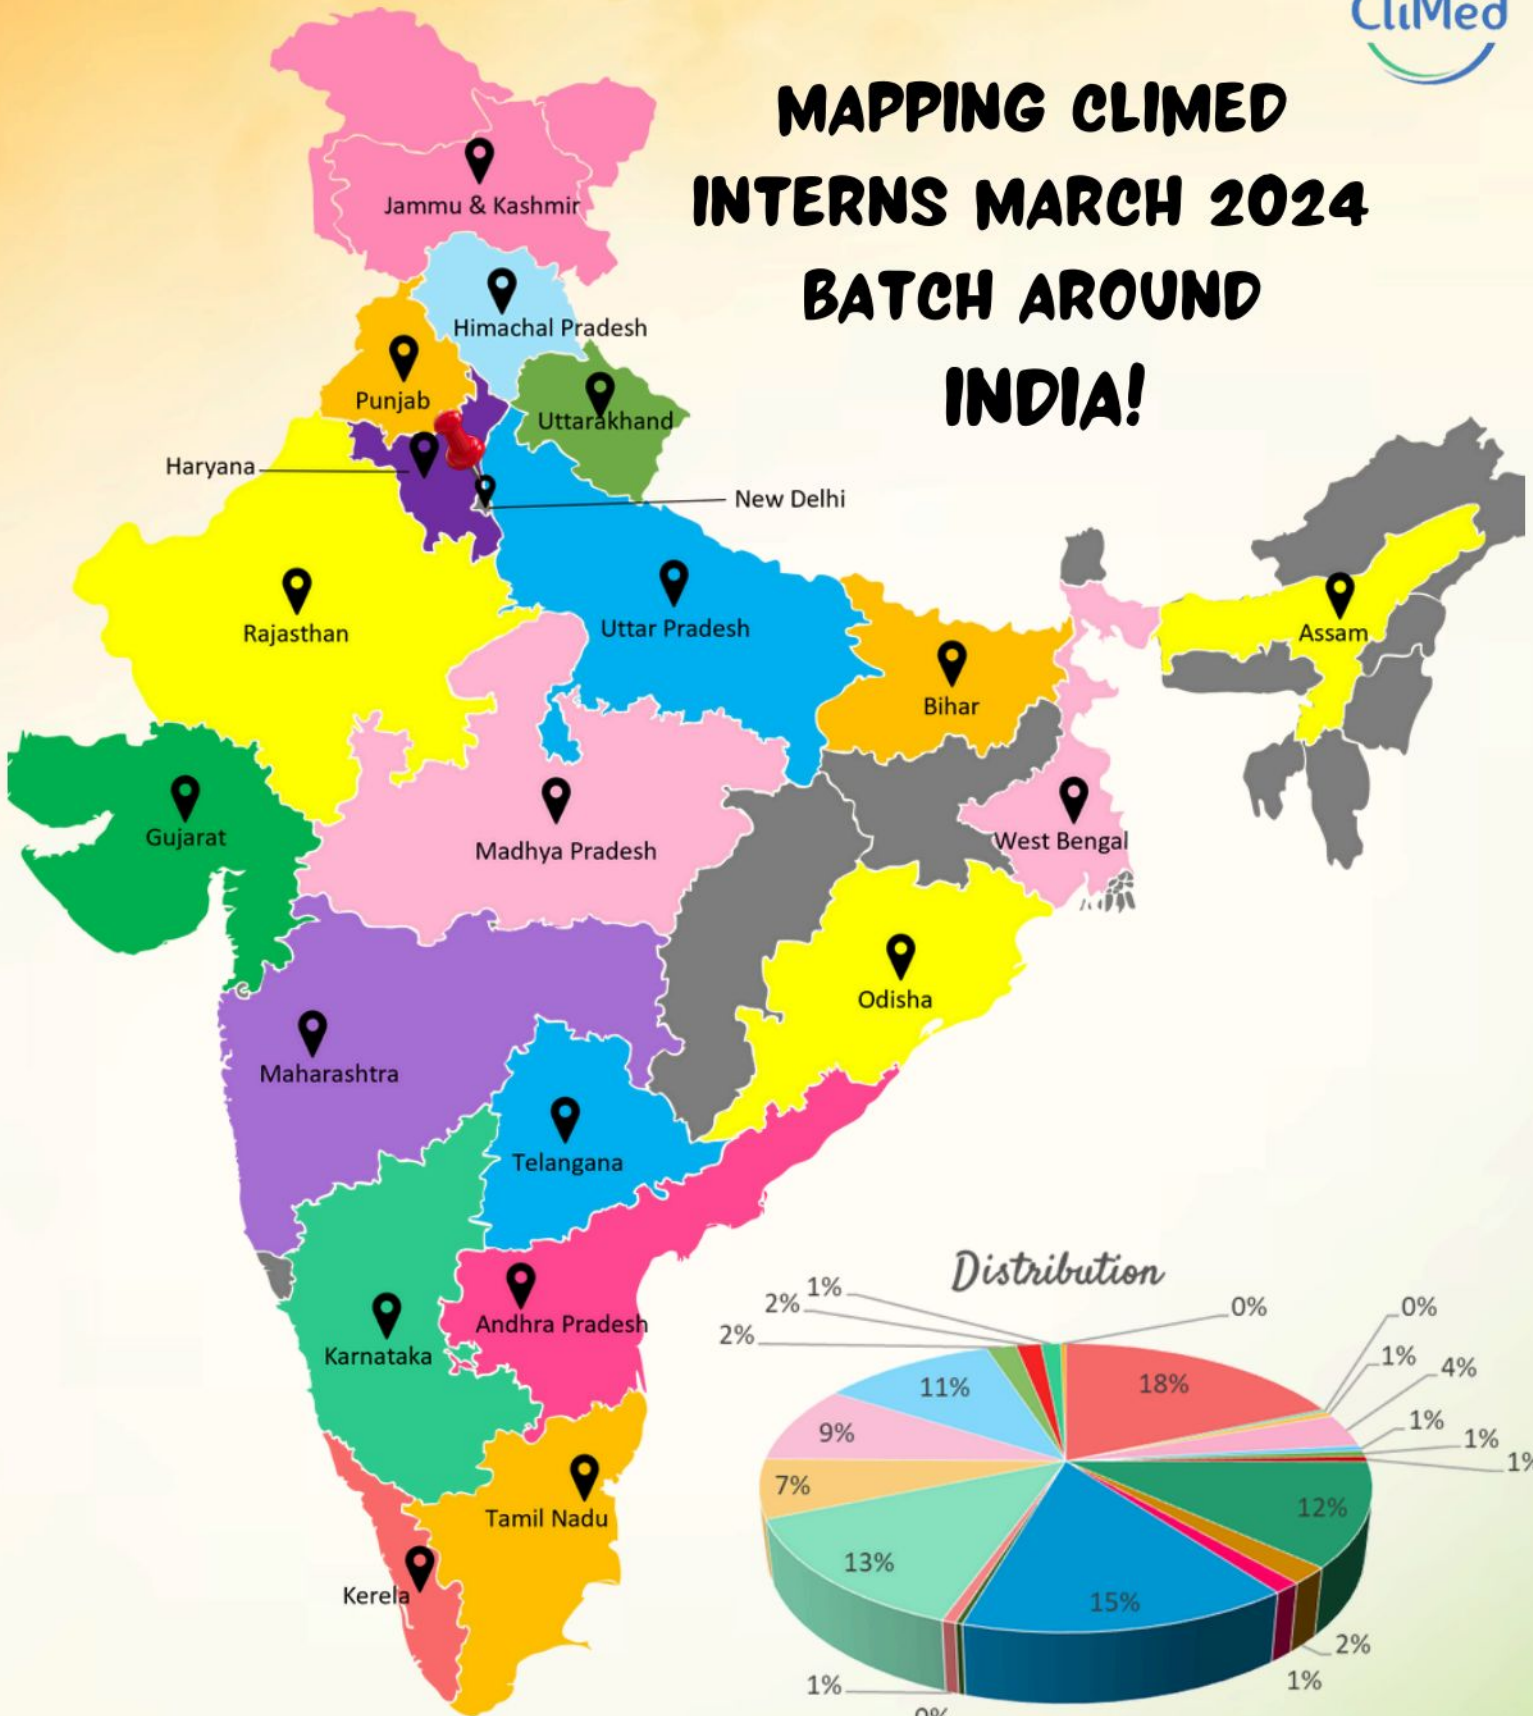 CliMed
MAPPING CLIMED
INTERNS MARCH 2024
BATCH AROUND
INDIA!
Jammu & Kashmir
Himachal Pradesh
Punjab
Uttarakhand
Haryana
New Delhi
Rajasthan
Uttar Pradesh
Assam
Bihar
Gujarat
Madhya Pradesh
West Bengal
Odisha
Maharashtra
Telangana
Andhra Pradesh
Karnataka
Tamil Nadu
Kerela
Distribution
1%
2%
2%
0%
0%
1%
4%
1%
1%
1%
18%
11%
9%
7%
12%
13%
15%
2%
1%
1%
0%